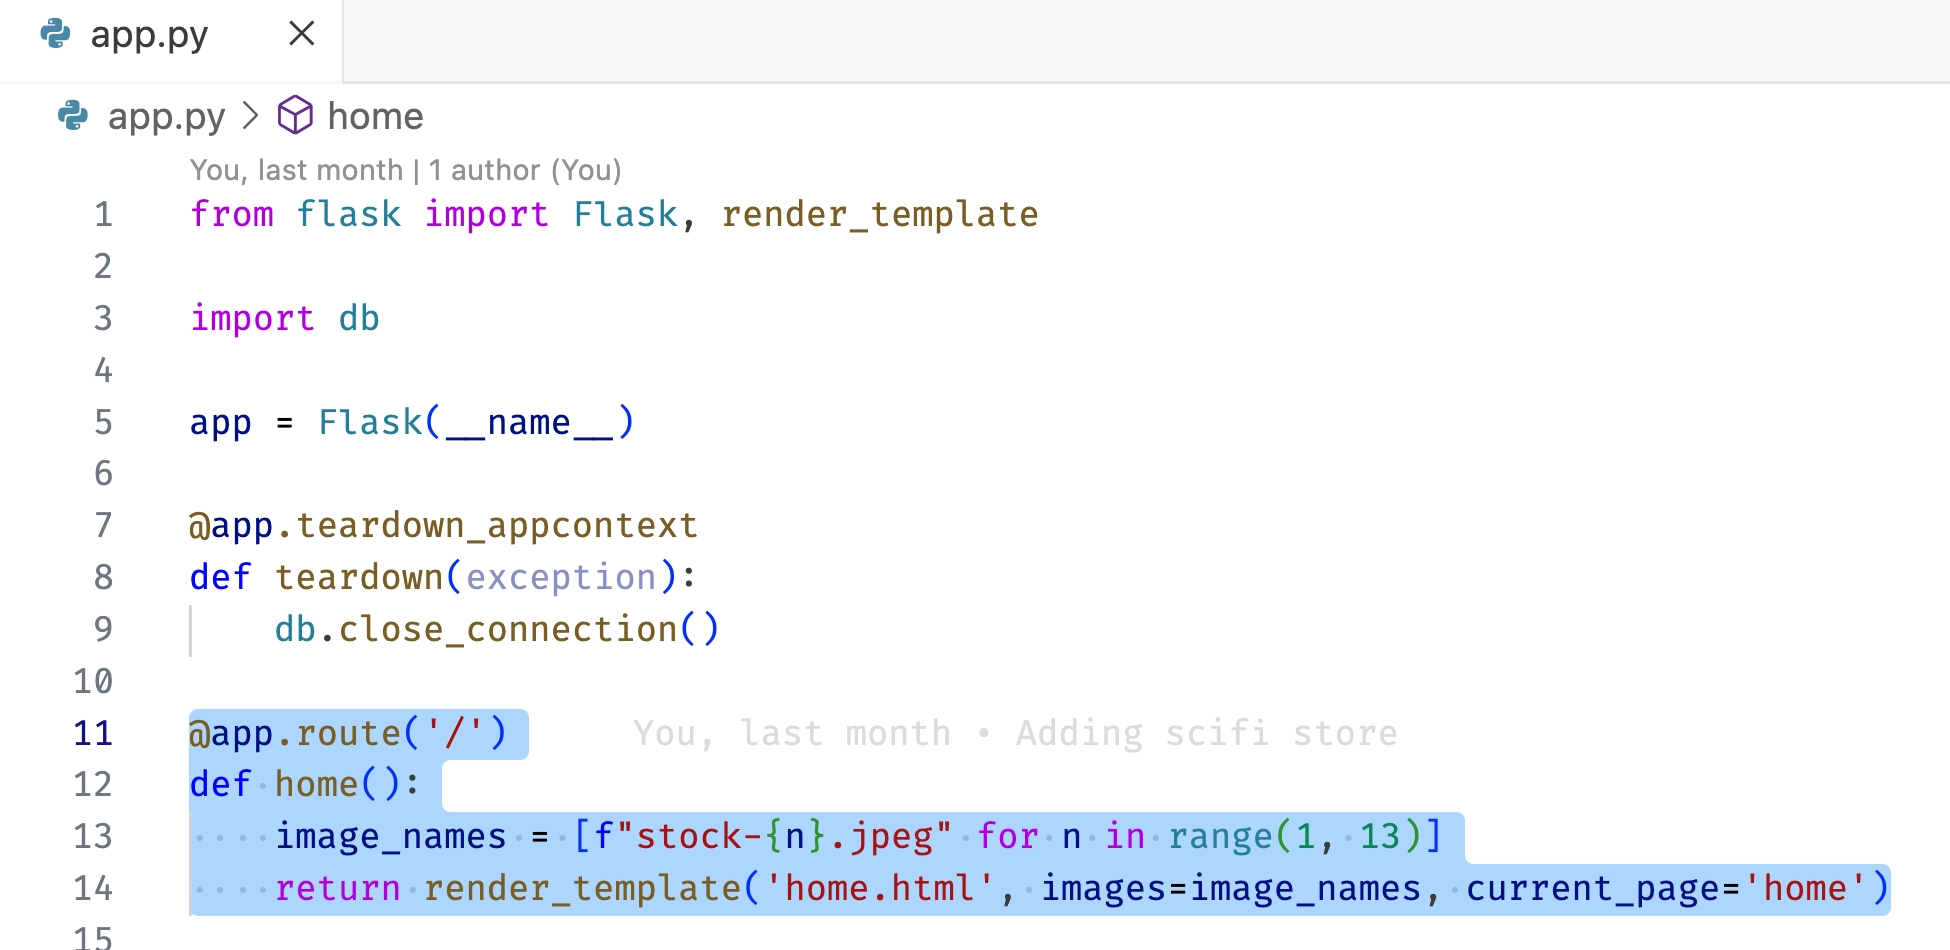 app.py
app.py > home
You, last month | 1 author (You)
1 from flask import Flask, render_template
2
3 import db
4
5 app = Flask(__name__)
6
7 @app.teardown_appcontext
8 def teardown(exception):
9     db.close_connection()
10
11 @app.route('/') You, last month • Adding scifi store
12 def home():
13     image_names = [f"stock-{n}.jpeg" for n in range(1, 13)]
14     return render_template('home.html', images=image_names, current_page='home')
15